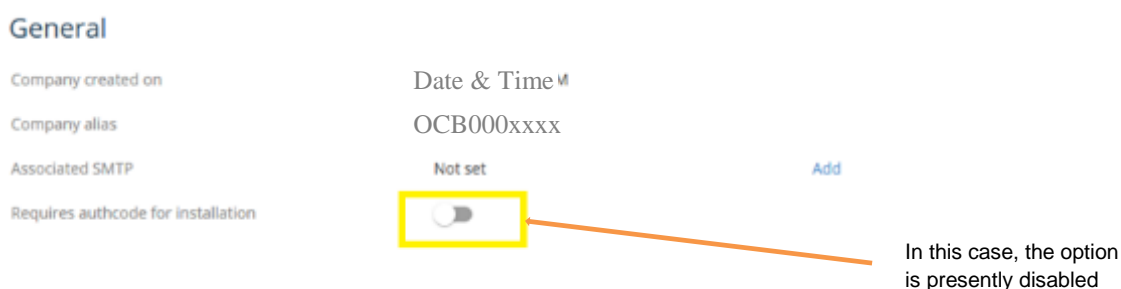 General
Company created on Date & Time M
Company alias OCB000xxxx
Associated SMTP Not set Add
Requires authcode for installation
In this case, the option
is presently disabled